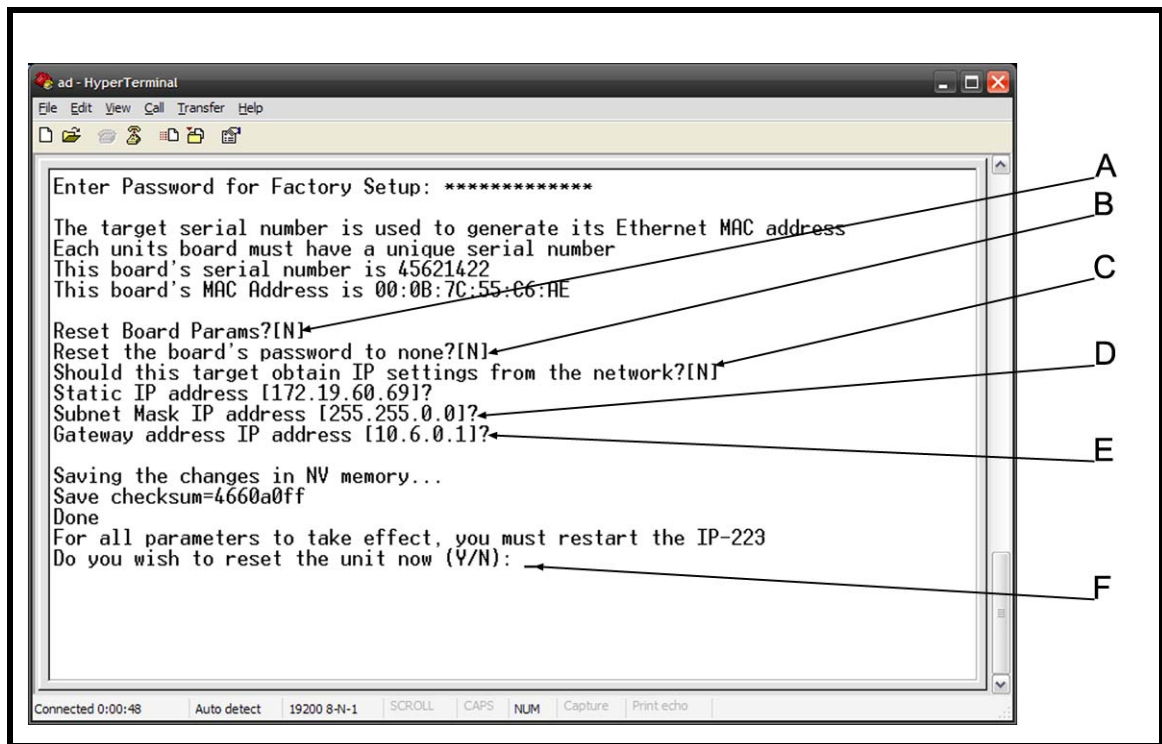 ad - HyperTerminal
File Edit View Call Transfer Help
Enter Password for Factory Setup: *************
The target serial number is used to generate its Ethernet MAC address
Each units board must have a unique serial number
This board's serial number is 45621422
This board's MAC Address is 00:0B:7C:55:C6:AE
Reset Board Params?[N]
Reset the board's password to none?[N]
Should this target obtain IP settings from the network?[N]
Static IP address [172.19.60.69]?
Subnet Mask IP address [255.255.0.0]?
Gateway address IP address [10.6.0.1]?
Saving the changes in NV memory...
Save checksum=4660a0ff
Done
For all parameters to take effect, you must restart the IP-223
Do you wish to reset the unit now (Y/N): _
Connected 0:00:48 Auto detect 19200 8-N-1 SCROLL CAPS NUM Capture Print echo
A
B
C
D
E
F